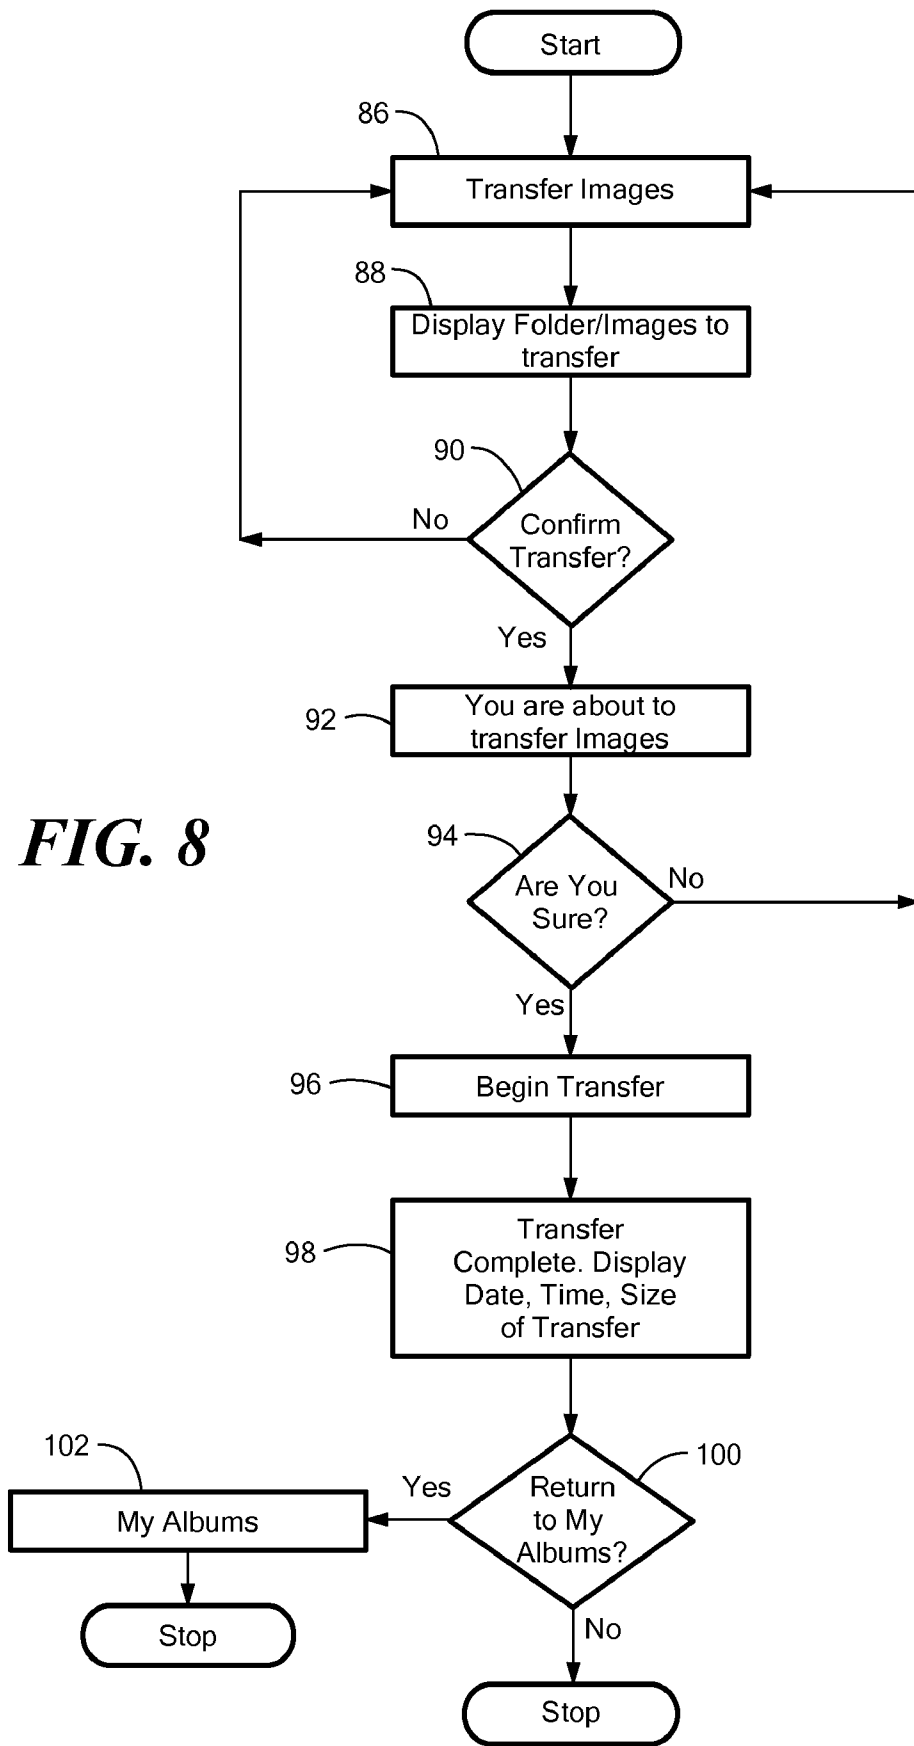 Start
86
Transfer Images
88
Display Folder/Images to
transfer
90
No
Confirm
Transfer?
Yes
92
You are about to
transfer Images
FIG. 8
94
Are You
Sure?
No
Yes
96
Begin Transfer
98
Transfer
Complete. Display
Date, Time, Size
of Transfer
102
100
Yes
Return
to My
Albums?
My Albums
No
Stop
Stop